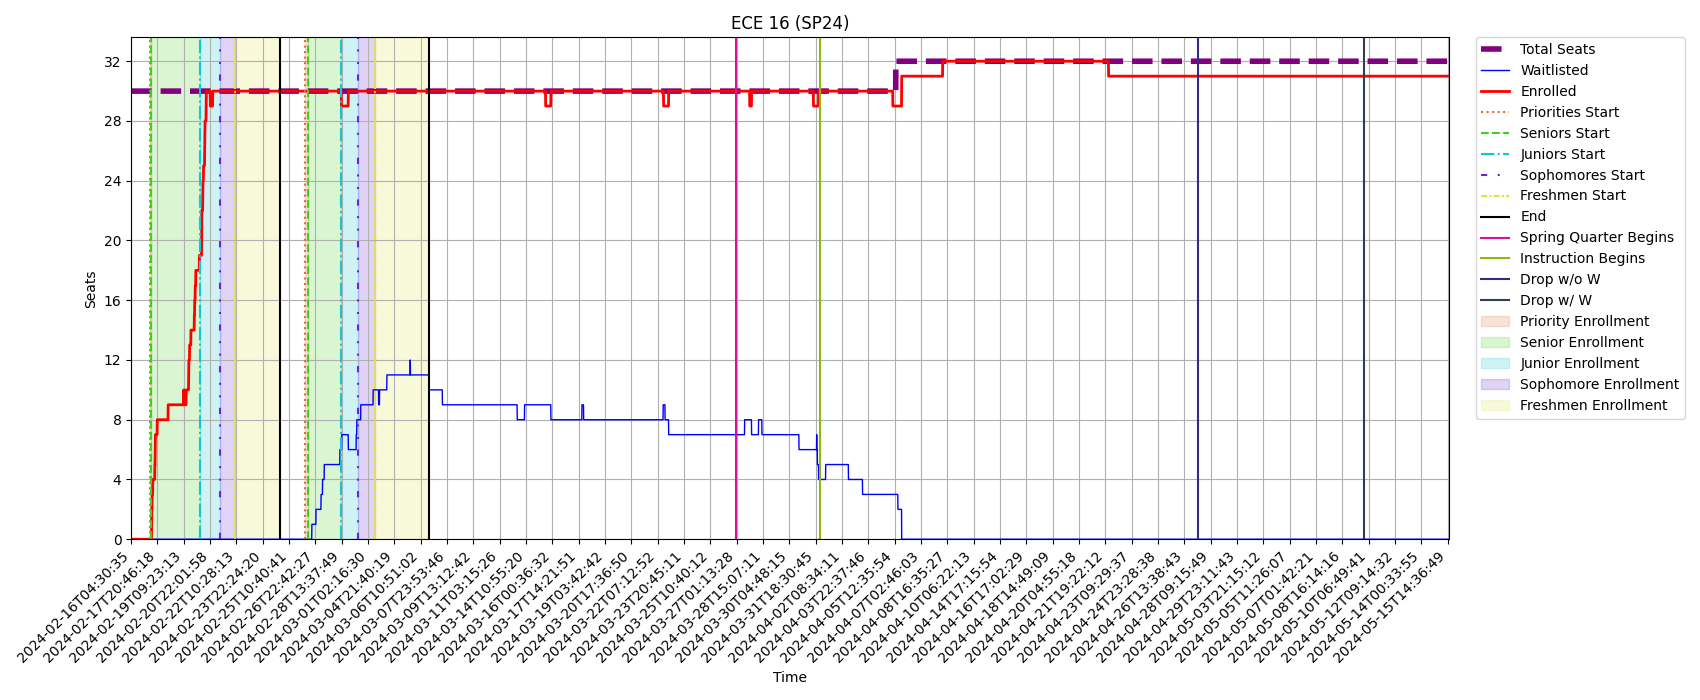 ECE 16 (SP24)
Seats
32
28
24
20
16
12
8
4
0
2024-02-16T04:30:35
2024-02-17T20:46:18
2024-02-19T09:23:13
2024-02-20T22:01:58
2024-02-22T10:28:13
2024-02-23T22:24:20
2024-02-25T10:40:41
2024-02-26T22:42:27
2024-02-28T13:37:49
2024-03-01T02:16:30
2024-03-04T21:40:19
2024-03-06T10:51:02
2024-03-07T23:53:46
2024-03-09T13:12:42
2024-03-11T03:15:26
2024-03-14T10:55:20
2024-03-16T00:36:32
2024-03-17T14:21:51
2024-03-19T03:42:42
2024-03-20T17:36:50
2024-03-22T07:12:52
2024-03-23T20:45:11
2024-03-25T10:40:12
2024-03-27T01:13:28
2024-03-28T15:07:11
2024-03-30T04:48:15
2024-03-31T18:30:45
2024-04-02T08:34:11
2024-04-03T22:37:46
2024-04-05T12:35:54
2024-04-07T02:46:03
2024-04-08T16:35:27
2024-04-10T06:22:13
2024-04-14T17:15:54
2024-04-16T17:02:29
2024-04-18T14:49:09
2024-04-20T04:55:18
2024-04-21T19:22:12
2024-04-23T09:29:37
2024-04-24T23:28:38
2024-04-26T13:38:43
2024-04-28T09:15:49
2024-04-29T23:11:43
2024-05-03T21:15:12
2024-05-05T11:26:07
2024-05-07T01:42:21
2024-05-08T16:14:16
2024-05-10T06:49:41
2024-05-12T09:14:32
2024-05-14T00:33:55
2024-05-15T14:36:49
Time
Total Seats
Waitlisted
Enrolled
Priorities Start
Seniors Start
Juniors Start
Sophomores Start
Freshmen Start
End
Spring Quarter Begins
Instruction Begins
Drop w/o W
Drop w/ W
Priority Enrollment
Senior Enrollment
Junior Enrollment
Sophomore Enrollment
Freshmen Enrollment